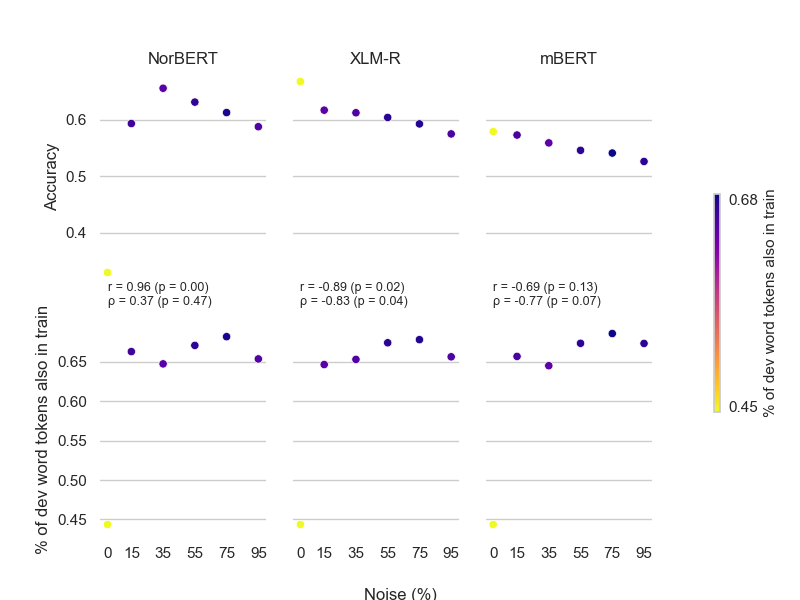 NorBERT XLM-R mBERT
Accuracy
0.6
0.5
0.4
r = 0.96 (p = 0.00)
ρ = 0.37 (p = 0.47)
r = -0.89 (p = 0.02)
ρ = -0.83 (p = 0.04)
r = -0.69 (p = 0.13)
ρ = -0.77 (p = 0.07)
% of dev word tokens also in train
0.65
0.60
0.55
0.50
0.45
0 15 35 55 75 95
0 15 35 55 75 95
0 15 35 55 75 95
Noise (%)
0.68
0.45
% of dev word tokens also in train